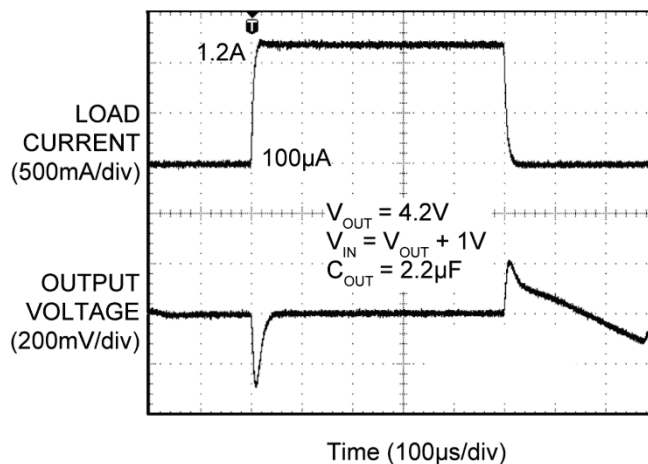 T
1.2A
LOAD
CURRENT
(500mA/div)
100µA
V_OUT = 4.2V
V_IN = V_OUT + 1V
C_OUT = 2.2µF
OUTPUT
VOLTAGE
(200mV/div)
Time (100µs/div)